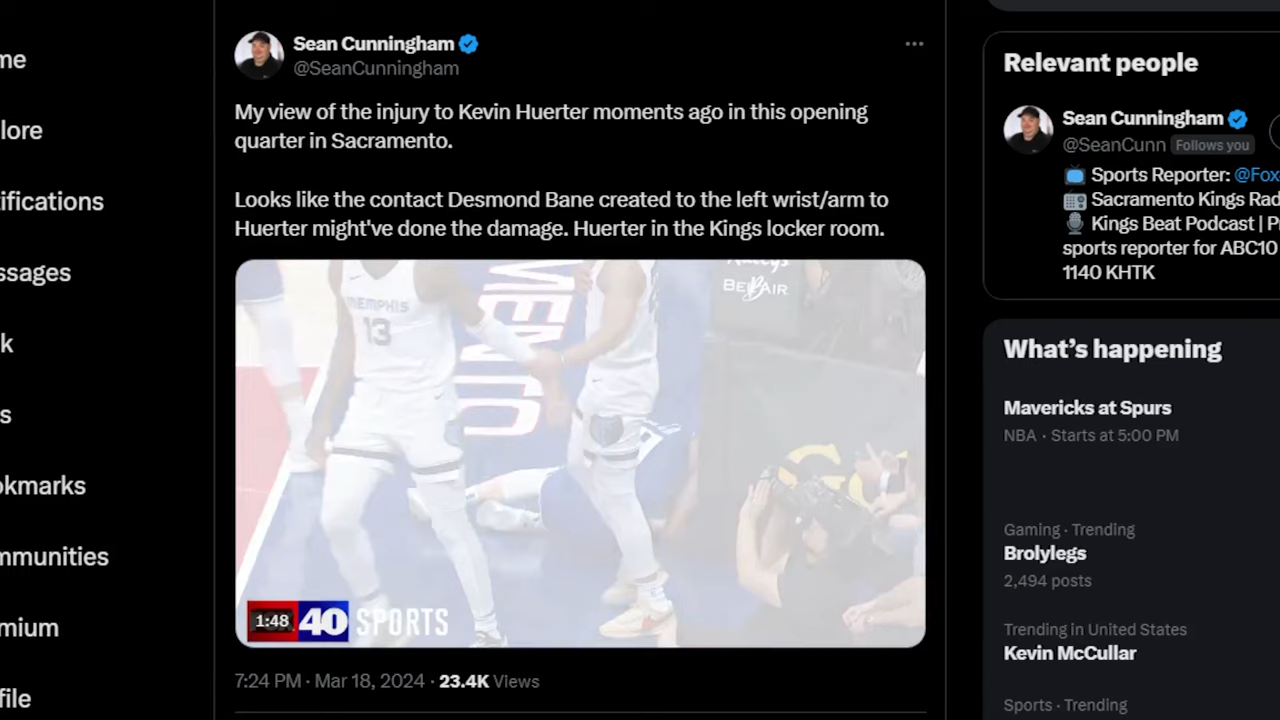 me
lore
ifications
ssages
k
s
okmarks
mmunities
mium
file
Sean Cunningham
@SeanCunningham
My view of the injury to Kevin Huerter moments ago in this opening
quarter in Sacramento.
Looks like the contact Desmond Bane created to the left wrist/arm to
Huerter might've done the damage. Huerter in the Kings locker room.
MEMPHIS
13
BEL AIR
1:48 40 SPORTS
7:24 PM · Mar 18, 2024 · 23.4K Views
Relevant people
Sean Cunningham
@SeanCunn Follows you
Sports Reporter: @Fox
Sacramento Kings Rad
Kings Beat Podcast | P
sports reporter for ABC10
1140 KHTK
What's happening
Mavericks at Spurs
NBA · Starts at 5:00 PM
Gaming · Trending
Brolylegs
2,494 posts
Trending in United States
Kevin McCullar
Sports · Trending